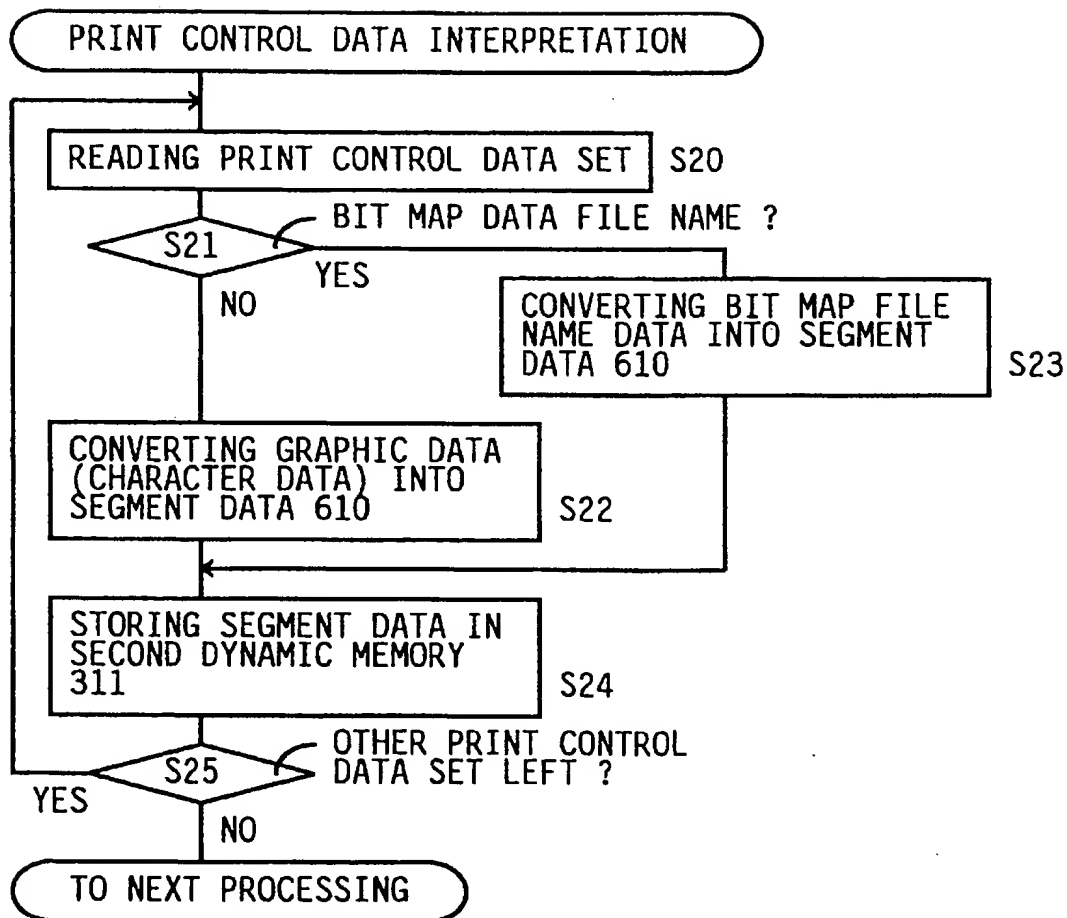 PRINT CONTROL DATA INTERPRETATION
READING PRINT CONTROL DATA SET
S20
BIT MAP DATA FILE NAME ?
S21
YES
NO
CONVERTING BIT MAP FILE
NAME DATA INTO SEGMENT
DATA 610
S23
CONVERTING GRAPHIC DATA
(CHARACTER DATA) INTO
SEGMENT DATA 610
S22
STORING SEGMENT DATA IN
SECOND DYNAMIC MEMORY
311
S24
OTHER PRINT CONTROL
DATA SET LEFT ?
S25
YES
NO
TO NEXT PROCESSING